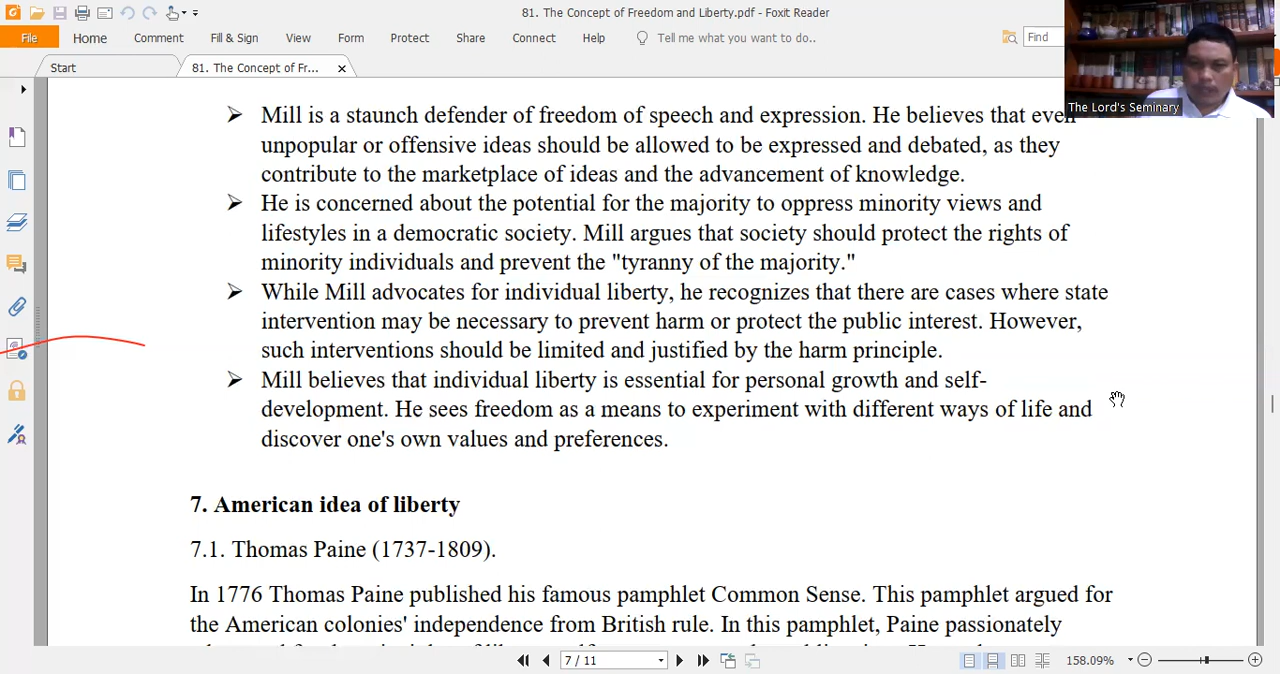 81. The Concept of Freedom and Liberty.pdf - Foxit Reader
File Home Comment Fill & Sign View Form Protect Share Connect Help Tell me what you want to do.. Find
Start 81. The Concept of Fr...
The Lord's Seminary
➢ Mill is a staunch defender of freedom of speech and expression. He believes that even
unpopular or offensive ideas should be allowed to be expressed and debated, as they
contribute to the marketplace of ideas and the advancement of knowledge.
➢ He is concerned about the potential for the majority to oppress minority views and
lifestyles in a democratic society. Mill argues that society should protect the rights of
minority individuals and prevent the "tyranny of the majority."
➢ While Mill advocates for individual liberty, he recognizes that there are cases where state
intervention may be necessary to prevent harm or protect the public interest. However,
such interventions should be limited and justified by the harm principle.
➢ Mill believes that individual liberty is essential for personal growth and self-
development. He sees freedom as a means to experiment with different ways of life and
discover one's own values and preferences.
7. American idea of liberty
7.1. Thomas Paine (1737-1809).
In 1776 Thomas Paine published his famous pamphlet Common Sense. This pamphlet argued for
the American colonies' independence from British rule. In this pamphlet, Paine passionately
7 / 11 158.09%